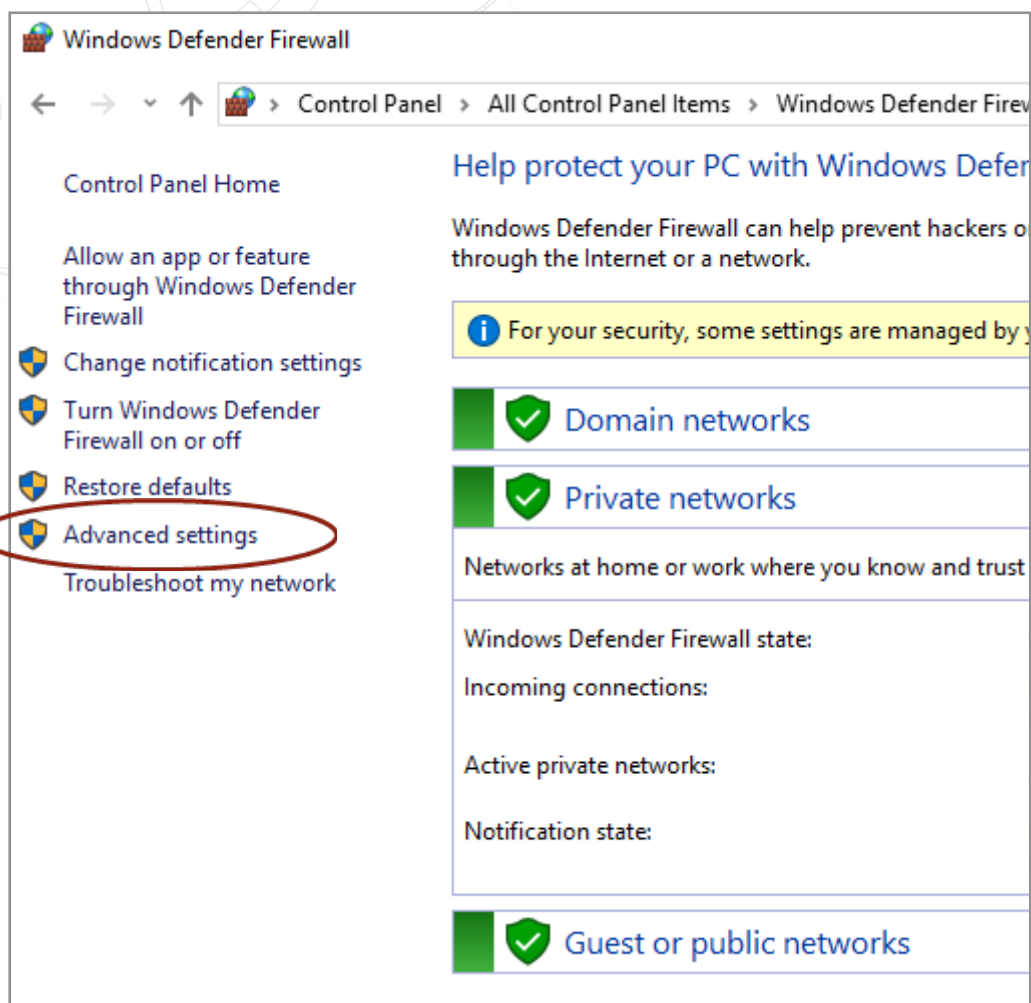 Windows Defender Firewall
Control Panel > All Control Panel Items > Windows Defender
Control Panel Home
Allow an app or feature
through Windows Defender
Firewall
Change notification settings
Turn Windows Defender
Firewall on or off
Restore defaults
Advanced settings
Troubleshoot my network
Help protect your PC with Windows
Windows Defender Firewall can help prevent hackers
through the Internet or a network.
For your security, some settings are managed by
Domain networks
Private networks
Networks at home or work where you know and trust
Windows Defender Firewall state:
Incoming connections:
Active private networks:
Notification state:
Guest or public networks